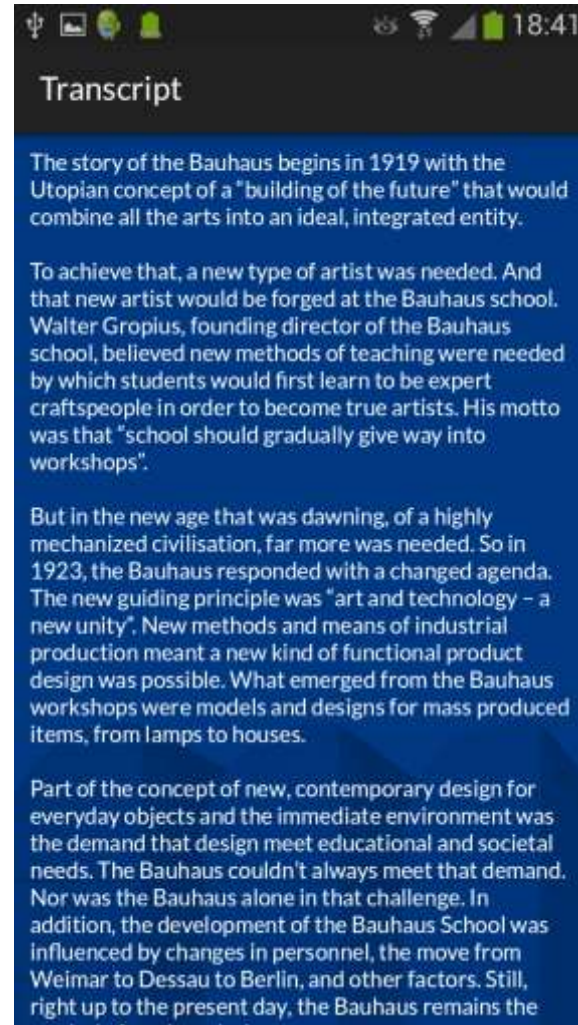 18:41
Transcript
The story of the Bauhaus begins in 1919 with the
Utopian concept of a “building of the future” that would
combine all the arts into an ideal, integrated entity.
To achieve that, a new type of artist was needed. And
that new artist would be forged at the Bauhaus school.
Walter Gropius, founding director of the Bauhaus
school, believed new methods of teaching were needed
by which students would first learn to be expert
craftspeople in order to become true artists. His motto
was that “school should gradually give way into
workshops”.
But in the new age that was dawning, of a highly
mechanized civilisation, far more was needed. So in
1923, the Bauhaus responded with a changed agenda.
The new guiding principle was “art and technology – a
new unity”. New methods and means of industrial
production meant a new kind of functional product
design was possible. What emerged from the Bauhaus
workshops were models and designs for mass produced
items, from lamps to houses.
Part of the concept of new, contemporary design for
everyday objects and the immediate environment was
the demand that design meet educational and societal
needs. The Bauhaus couldn't always meet that demand.
Nor was the Bauhaus alone in that challenge. In
addition, the development of the Bauhaus School was
influenced by changes in personnel, the move from
Weimar to Dessau to Berlin, and other factors. Still,
right up to the present day, the Bauhaus remains the